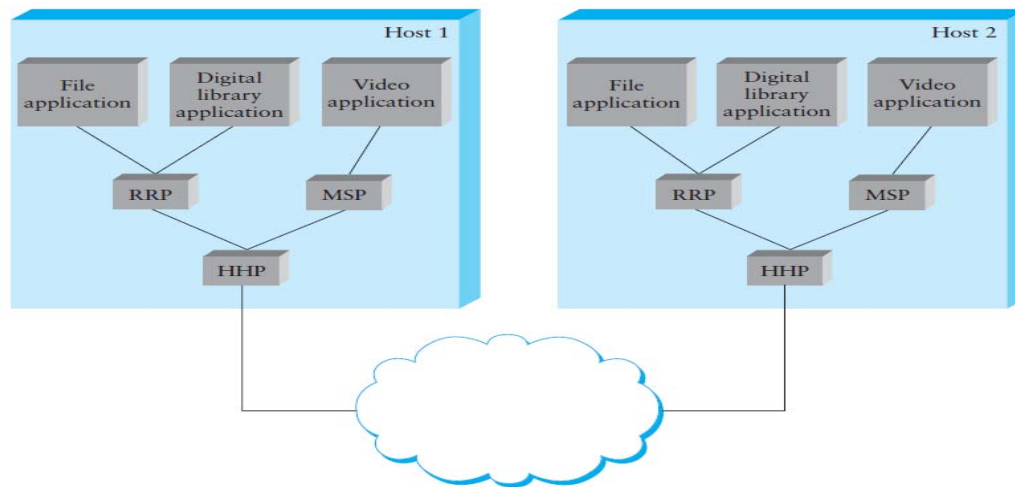 Host 1
File
application
Digital
library
application
Video
application
RRP
MSP
HHP
Host 2
File
application
Digital
library
application
Video
application
RRP
MSP
HHP